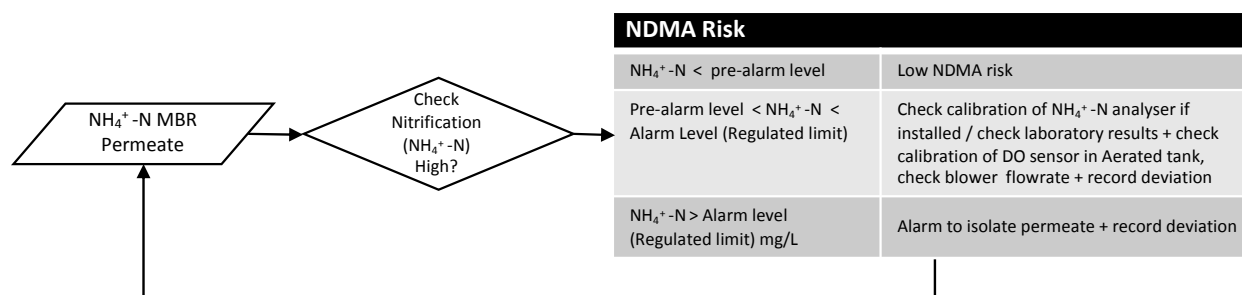 NH₄⁺ -N MBR
Permeate
Check
Nitrification
(NH₄⁺ -N)
High?
NDMA Risk
NH₄⁺ -N < pre-alarm level
Low NDMA risk
Pre-alarm level < NH₄⁺ -N <
Alarm Level (Regulated limit)
Check calibration of NH₄⁺ -N analyser if
installed / check laboratory results + check
calibration of DO sensor in Aerated tank,
check blower flowrate + record deviation
NH₄⁺ -N > Alarm level
(Regulated limit) mg/L
Alarm to isolate permeate + record deviation